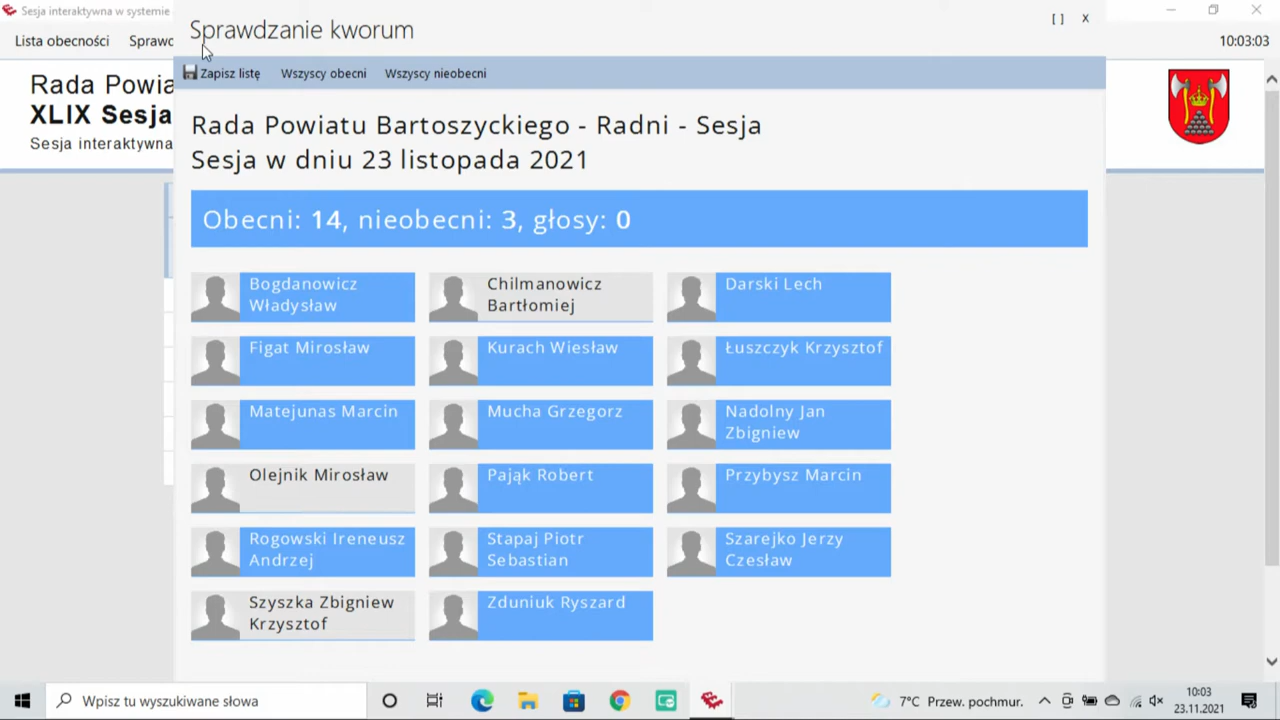 Sesja interaktywna w systemie
Sprawdzanie kworum
[ ] X
Lista obecności
10:03:03
Zapisz listę Wszyscy obecni Wszyscy nieobecni
Rada Powia
XLIX Sesja
Sesja interaktywna
Rada Powiatu Bartoszyckiego - Radni - Sesja
Sesja w dniu 23 listopada 2021
Obecni: 14, nieobecni: 3, głosy: 0
Bogdanowicz
Władysław
Chilmanowicz
Bartłomiej
Darski Lech
Figat Mirosław
Kurach Wiesław
Łuszczyk Krzysztof
Matejunas Marcin
Mucha Grzegorz
Nadolny Jan
Zbigniew
Olejnik Mirosław
Pająk Robert
Przybysz Marcin
Rogowski Ireneusz
Andrzej
Stapaj Piotr
Sebastian
Szarejko Jerzy
Czesław
Szyszka Zbigniew
Krzysztof
Zduniuk Ryszard
Wpisz tu wyszukiwane słowa
7°C Przew. pochmur.
10:03
23.11.2021